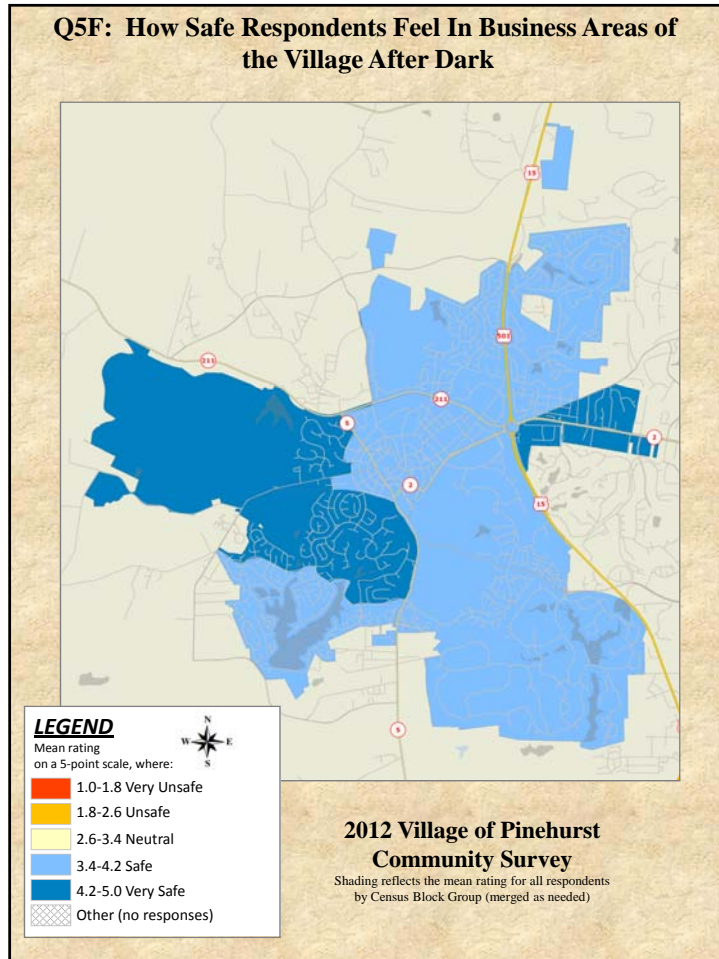 Q5F: How Safe Respondents Feel In Business Areas of
the Village After Dark
15
501
211
211
5
2
2
15
5
LEGEND
Mean rating
on a 5-point scale, where:
N
W E
S
1.0-1.8 Very Unsafe
1.8-2.6 Unsafe
2.6-3.4 Neutral
3.4-4.2 Safe
4.2-5.0 Very Safe
Other (no responses)
2012 Village of Pinehurst
Community Survey
Shading reflects the mean rating for all respondents
by Census Block Group (merged as needed)